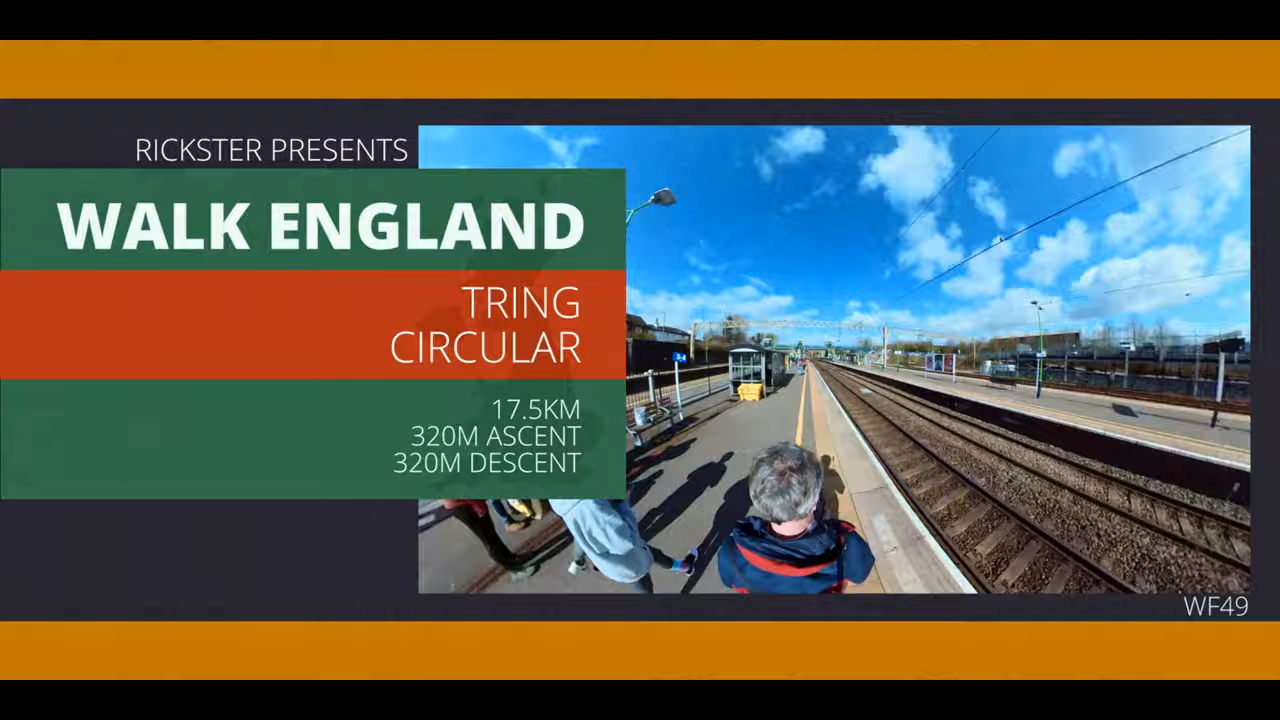 RICKSTER PRESENTS
WALK ENGLAND
TRING
CIRCULAR
17.5KM
320M ASCENT
320M DESCENT
WF49